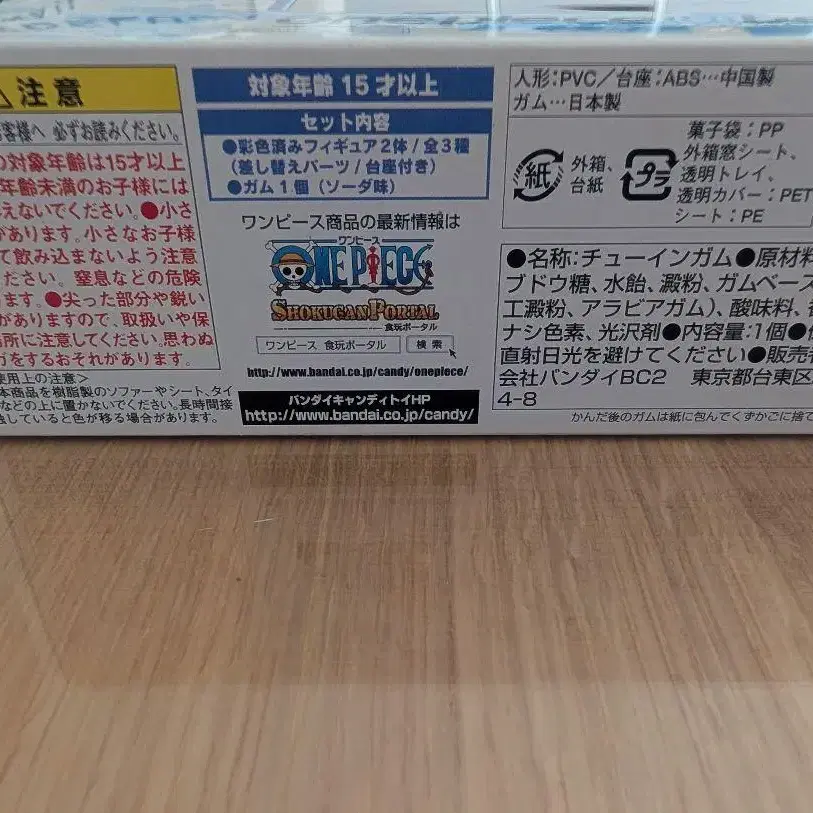 注意
客様へ 必ずお読みください。
の対象年齢は15才以上
年齢未満のお子様には
えないでください。●小さ
があります。小さなお子様
て飲み込まないよう注意
ださい。窒息などの危険
ます。●尖った部分や鋭い
がありますので、取扱いや保
場所に注意してください。思わぬ
がをするおそれがあります。
使用上の注意>
本商品を樹脂製のソファーやシート、タイ
などの上に置かないでください。長時間接
していると色が移る場合があります。
対象年齢 15才以上
セット内容
●彩色済みフィギュア2体/全3種
(差し替えパーツ/台座付き)
●ガム1個(ソーダ味)
ワンピース商品の最新情報は
ワンピース
ONE PIECE
SHOKUGAN PORTAL
食玩ポータル
ワンピース 食玩ポータル 検索
http://www.bandai.co.jp/candy/onepiece/
バンダイキャンディトイHP
http://www.bandai.co.jp/candy/
人形:PVC/台座:ABS…中国製
ガム…日本製
紙 外箱、
台紙
プラ
菓子袋:PP
外箱窓シート、
透明トレイ、
透明カバー:PET
シート:PE
●名称:チューインガム●原材料
ブドウ糖、水飴、澱粉、ガムベース
工澱粉、アラビアガム)、酸味料、
ナシ色素、光沢剤●内容量:1個●
直射日光を避けてください●販売者
会社バンダイBC2 東京都台東区
4-8
かんだ後のガムは紙に包んでくずかごに捨て